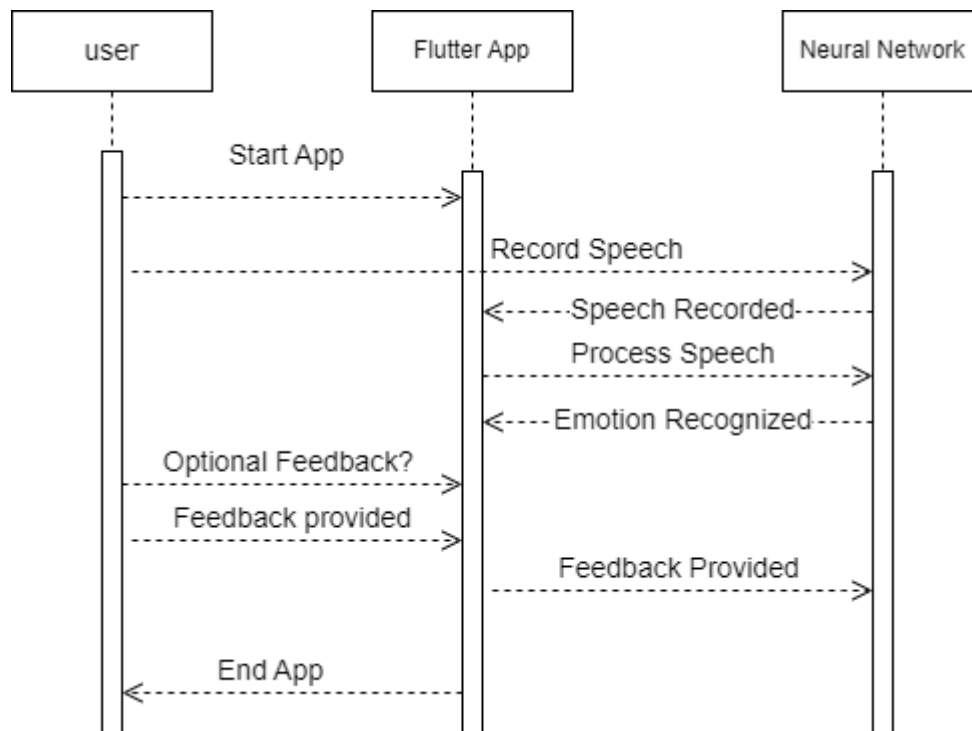 user
Flutter App
Neural Network
Start App
Record Speech
Speech Recorded
Process Speech
Emotion Recognized
Optional Feedback?
Feedback provided
Feedback Provided
End App